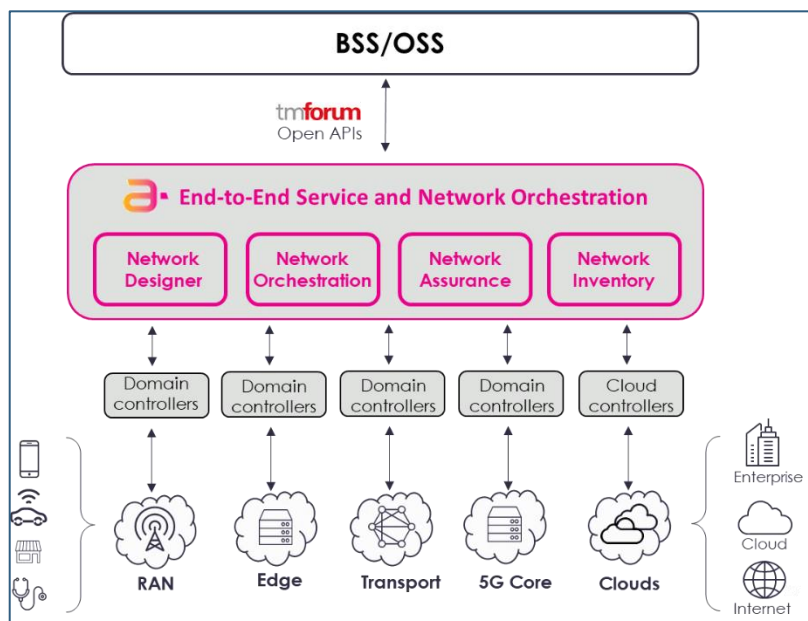 BSS/OSS
tmforum
Open APIs
a End-to-End Service and Network Orchestration
Network
Designer
Network
Orchestration
Network
Assurance
Network
Inventory
Domain
controllers
Domain
controllers
Domain
controllers
Domain
controllers
Cloud
controllers
RAN
Edge
Transport
5G Core
Clouds
Enterprise
Cloud
Internet